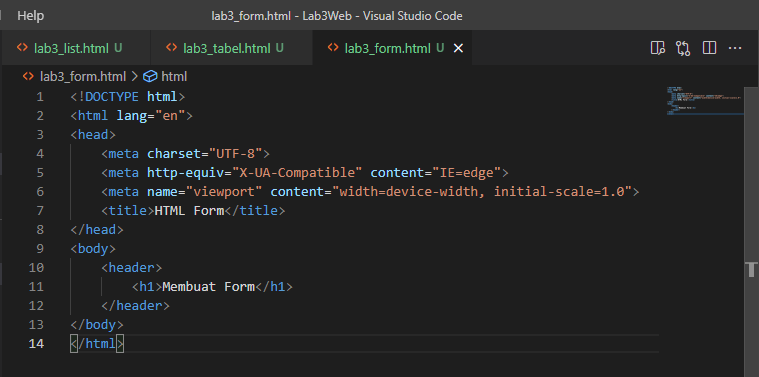 Help lab3_form.html - Lab3Web - Visual Studio Code
lab3_list.html U lab3_tabel.html U lab3_form.html U
lab3_form.html > html
1 <!DOCTYPE html>
2 <html lang="en">
3 <head>
4 <meta charset="UTF-8">
5 <meta http-equiv="X-UA-Compatible" content="IE=edge">
6 <meta name="viewport" content="width=device-width, initial-scale=1.0">
7 <title>HTML Form</title>
8 </head>
9 <body>
10 <header>
11 <h1>Membuat Form</h1>
12 </header>
13 </body>
14 </html>